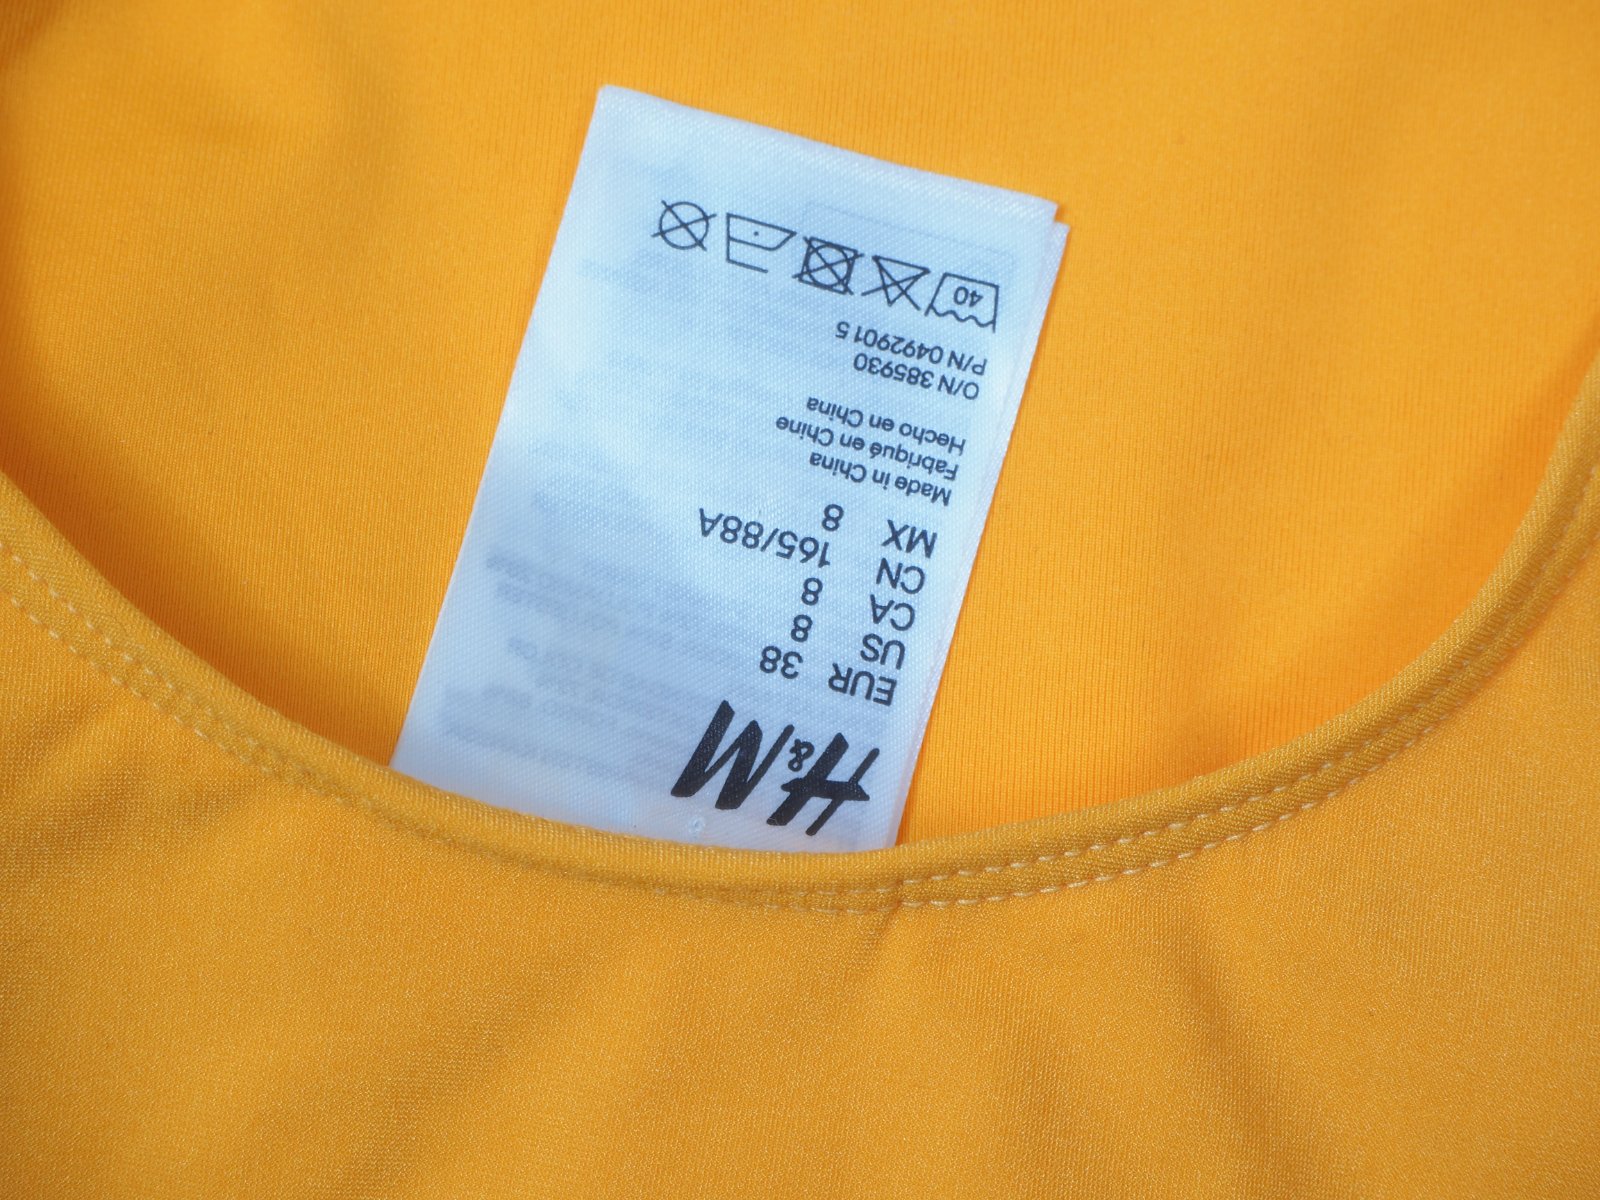 H&M
EUR 38
US 8
CA 8
CN 165/88A
MX 8
Made in China
Fabriqué en Chine
Hecho en China
O/N 385930
P/N 0492901 5
40